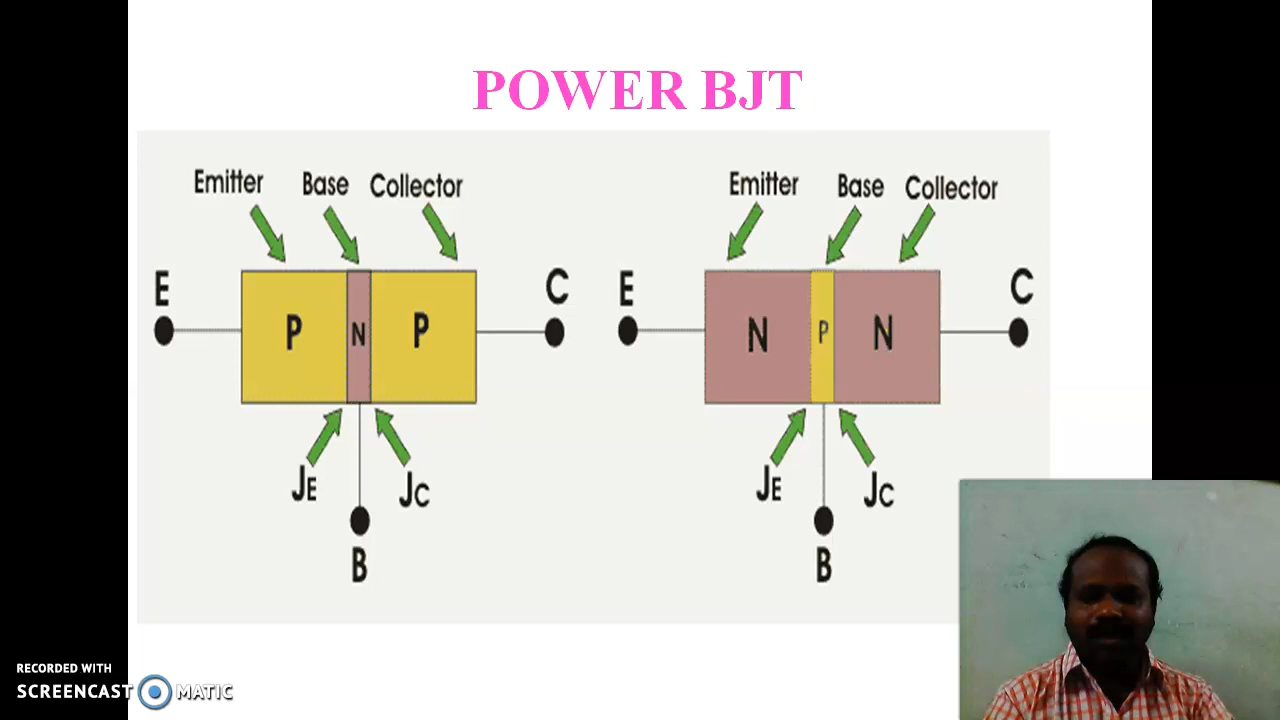 POWER BJT
Emitter Base Collector
E P N P C
JE JC
B
Emitter Base Collector
E N P N C
JE JC
B
RECORDED WITH
SCREENCAST MATIC